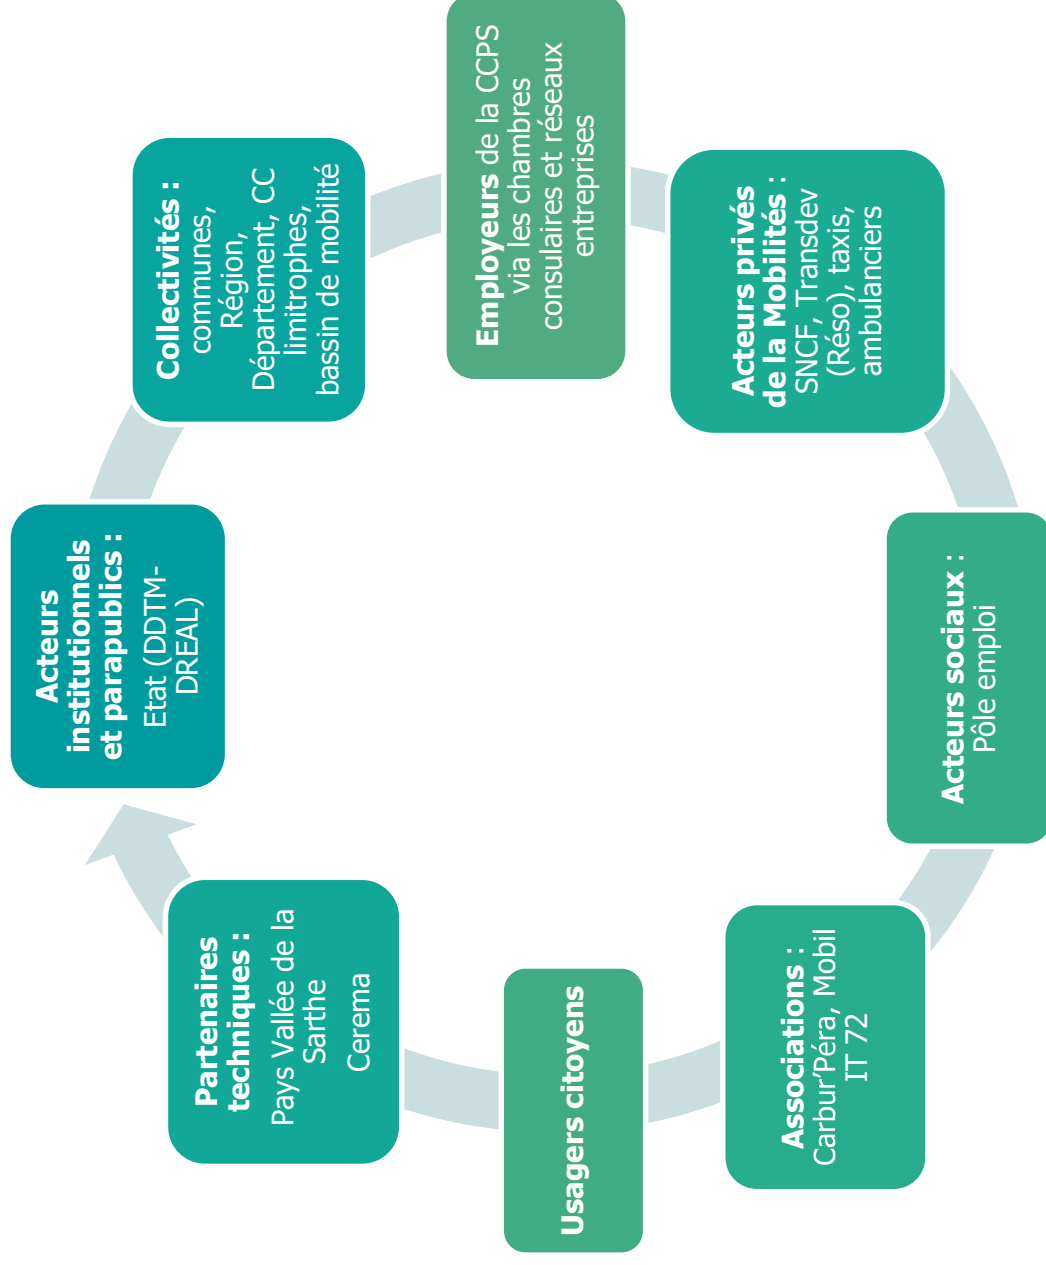 Acteurs
institutionnels
et parapublics :
Etat (DDTM-
DREAL)
Collectivités :
communes,
Région,
Département, CC
limitrophes,
bassin de mobilité
Employeurs de la CCPS
via les chambres
consulaires et réseaux
entreprises
Acteurs privés
de la Mobilités :
SNCF, Transdev
(Réso), taxis,
ambulanciers
Acteurs sociaux :
Pôle emploi
Associations :
Carbur’Péra, Mobil
IT 72
Usagers citoyens
Partenaires
techniques :
Pays Vallée de la
Sarthe
Cerema